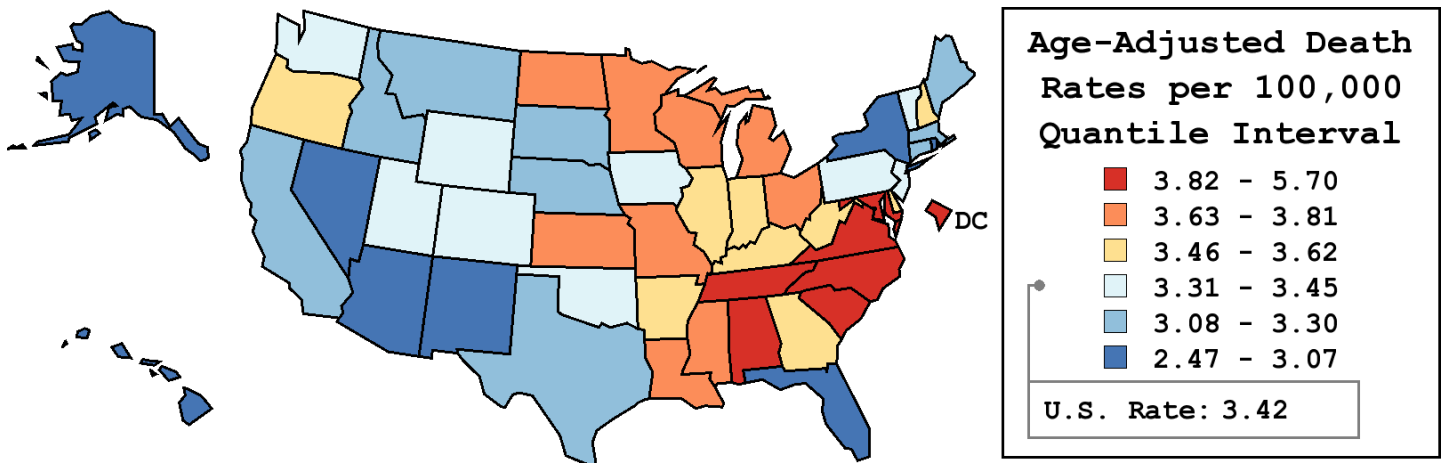 Age-Adjusted Death
Rates per 100,000
Quantile Interval
3.82 - 5.70
3.63 - 3.81
3.46 - 3.62
3.31 - 3.45
3.08 - 3.30
2.47 - 3.07
U.S. Rate: 3.42
DC